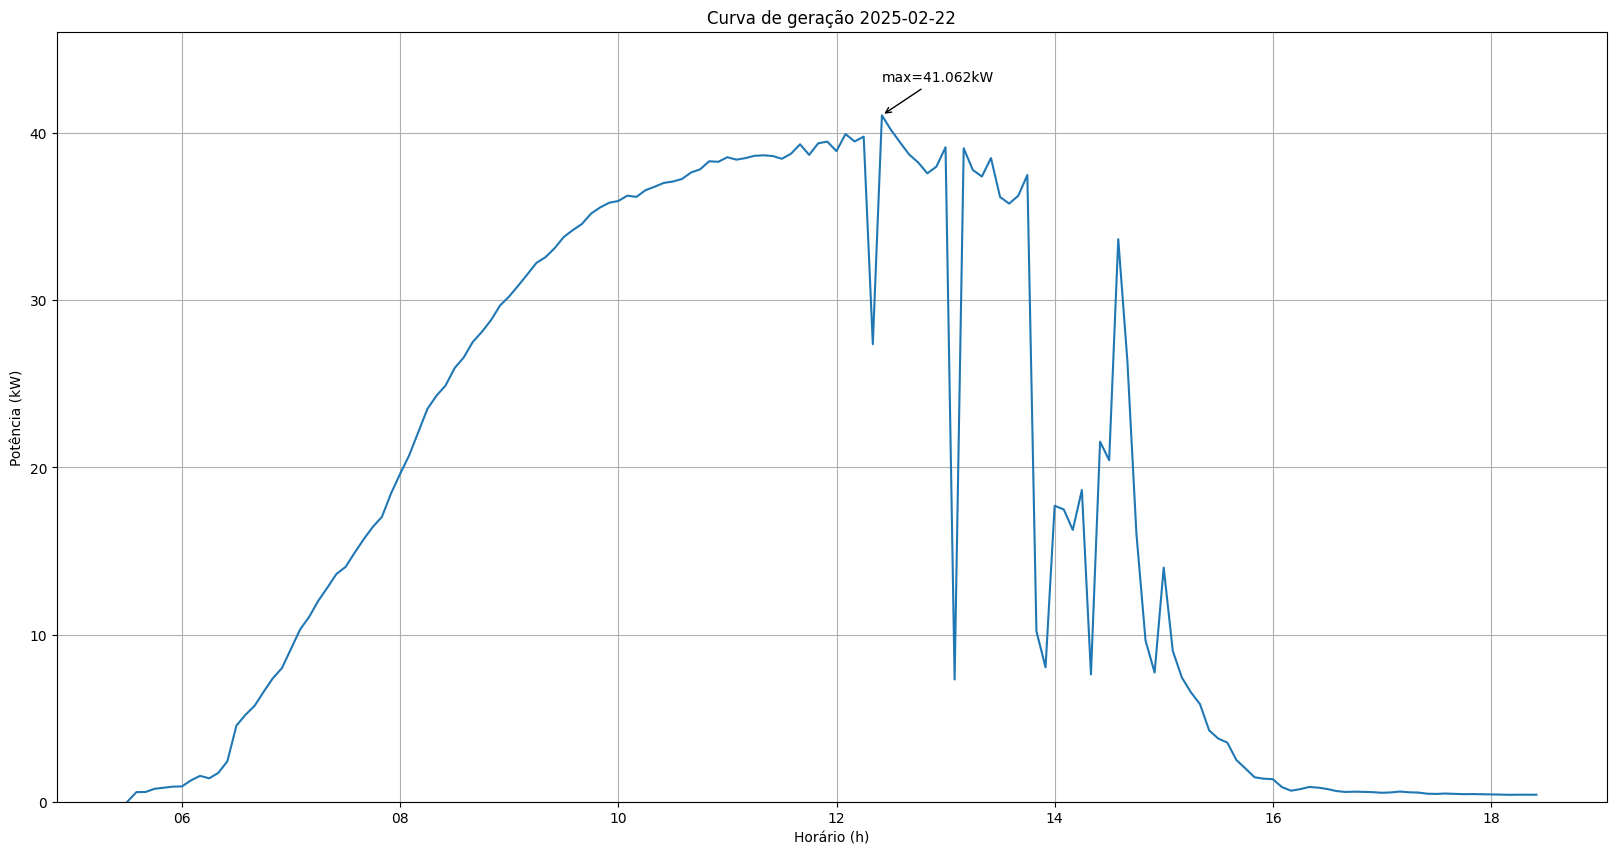 Curva de geração 2025-02-22
max=41.062kW
40
30
20
10
0
Potência (kW)
06 08 10 12 14 16 18
Horário (h)